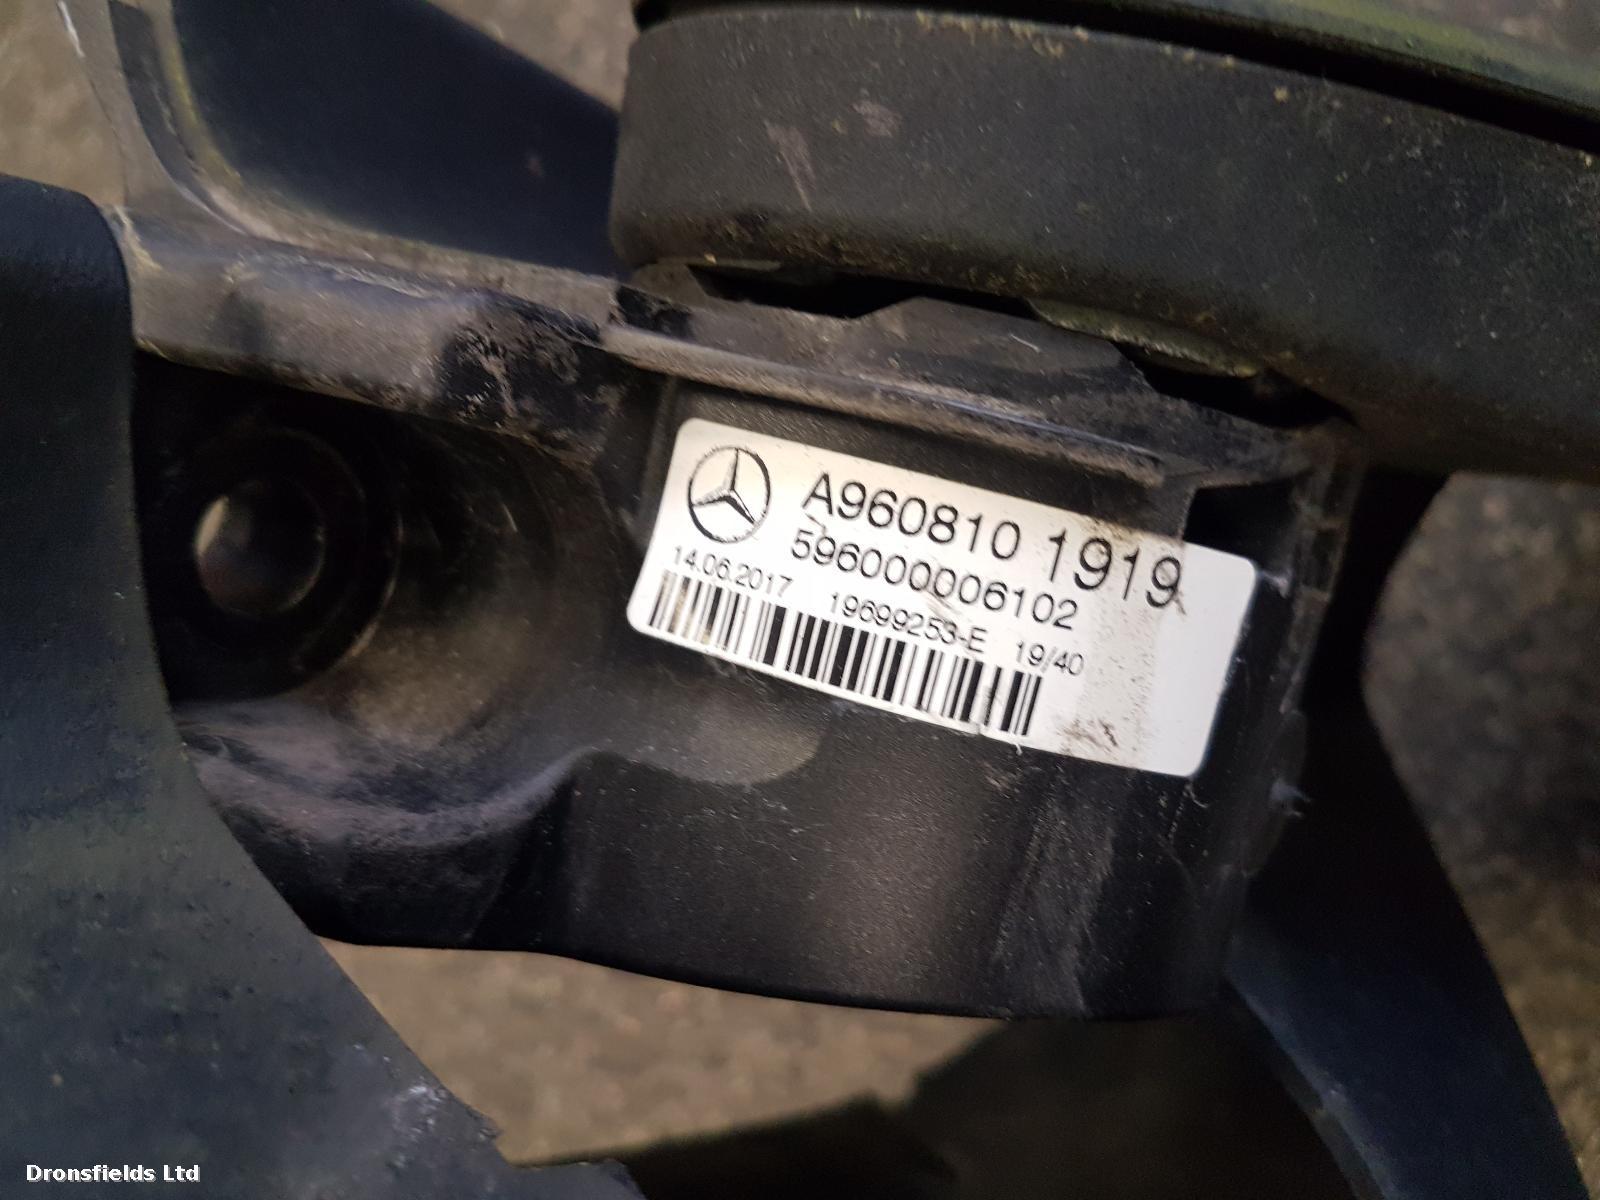 A960810 1919
596000006102
14.06.2017 19699253-E 19/40
Dronsfields Ltd